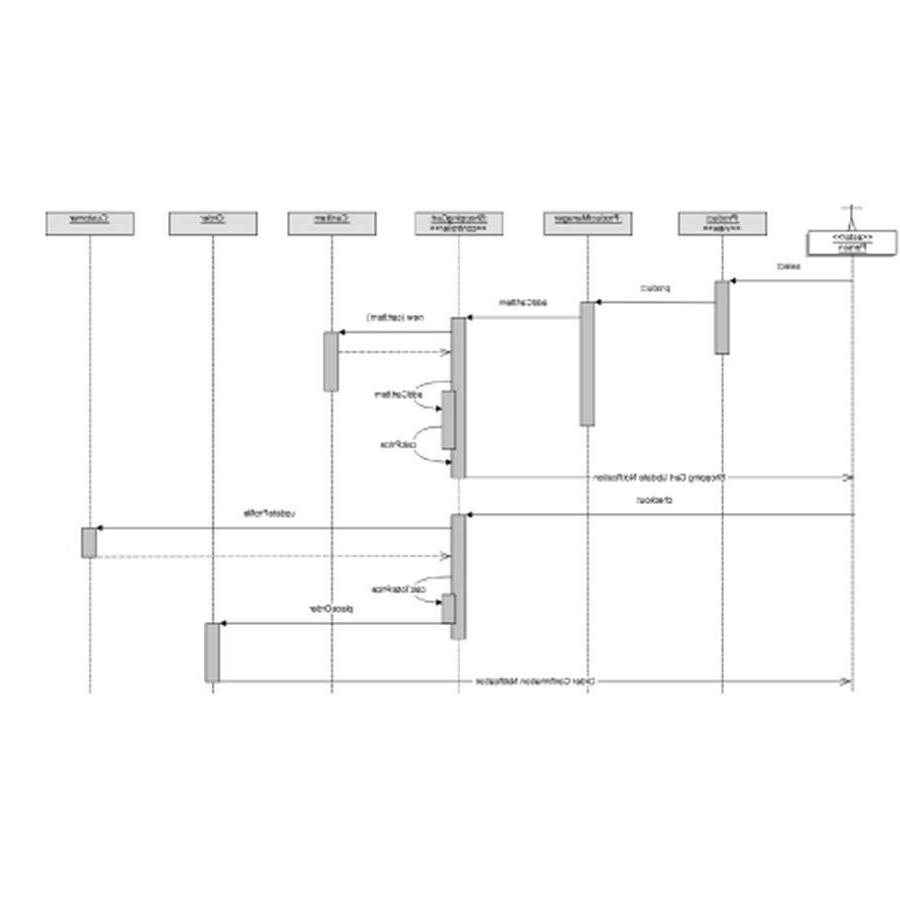 Customer
Order
CartItem
ShoppingCart
<<controller>>
ProductManager
Product
<<view>>
<<actor>>
Person
select
product
addCartItem
new (cartItem)
addCartItem
calcPrice
Shopping Cart Update Notification
checkout
updateProfile
calcTotalPrice
placeOrder
Order Confirmation Notification